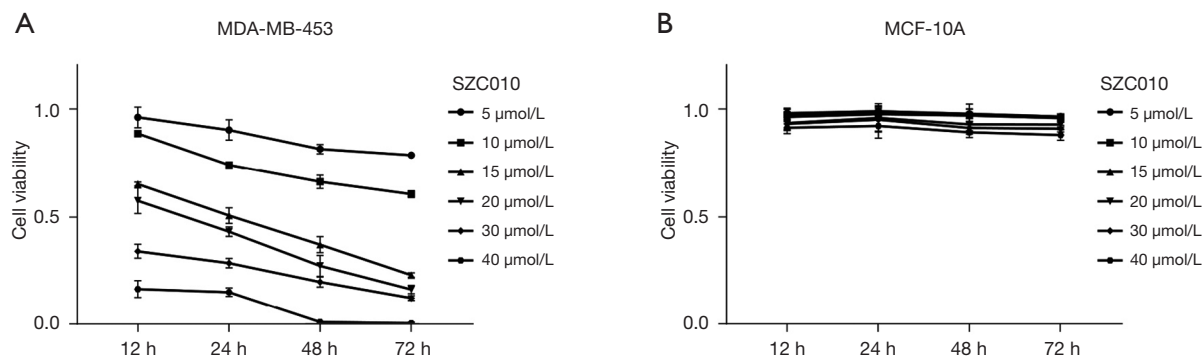 A
MDA-MB-453
Cell viability
1.0
0.5
0.0
12 h
24 h
48 h
72 h
SZC010
5 µmol/L
10 µmol/L
15 µmol/L
20 µmol/L
30 µmol/L
40 µmol/L
B
MCF-10A
Cell viability
1.0
0.5
0.0
12 h
24 h
48 h
72 h
SZC010
5 µmol/L
10 µmol/L
15 µmol/L
20 µmol/L
30 µmol/L
40 µmol/L